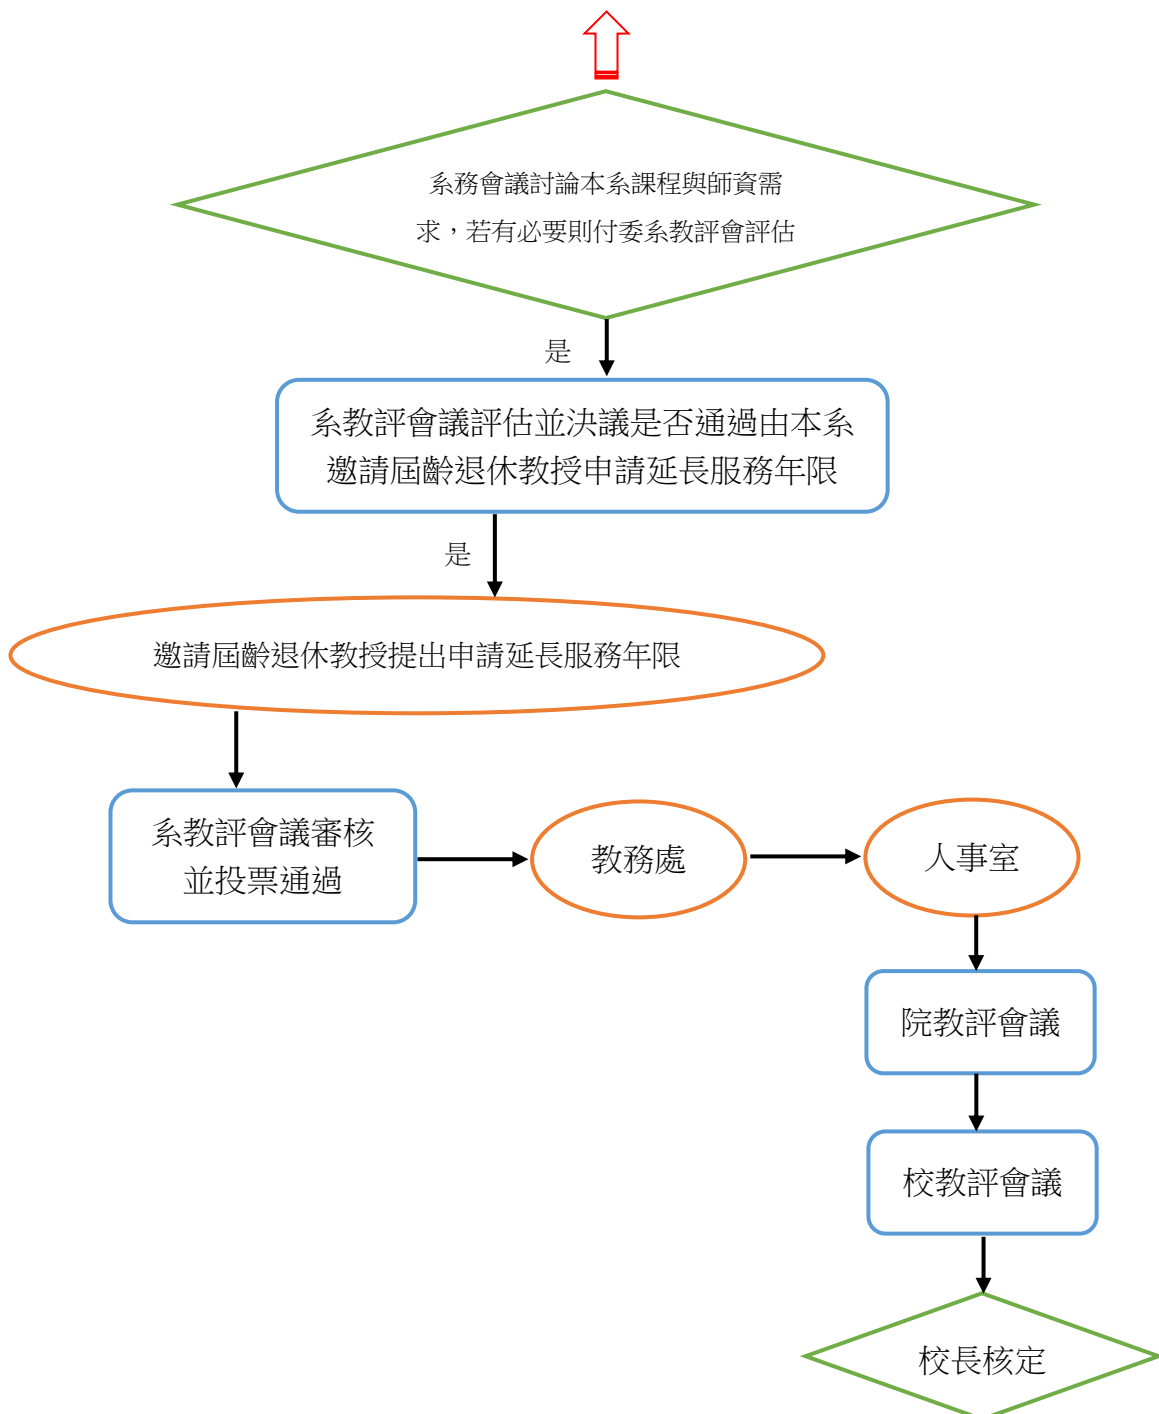 系務會議討論本系課程與師資需
求，若有必要則付委系教評會評估
是
系教評會議評估並決議是否通過由本系
邀請屆齡退休教授申請延長服務年限
是
邀請屆齡退休教授提出申請延長服務年限
系教評會議審核
並投票通過
教務處
人事室
院教評會議
校教評會議
校長核定